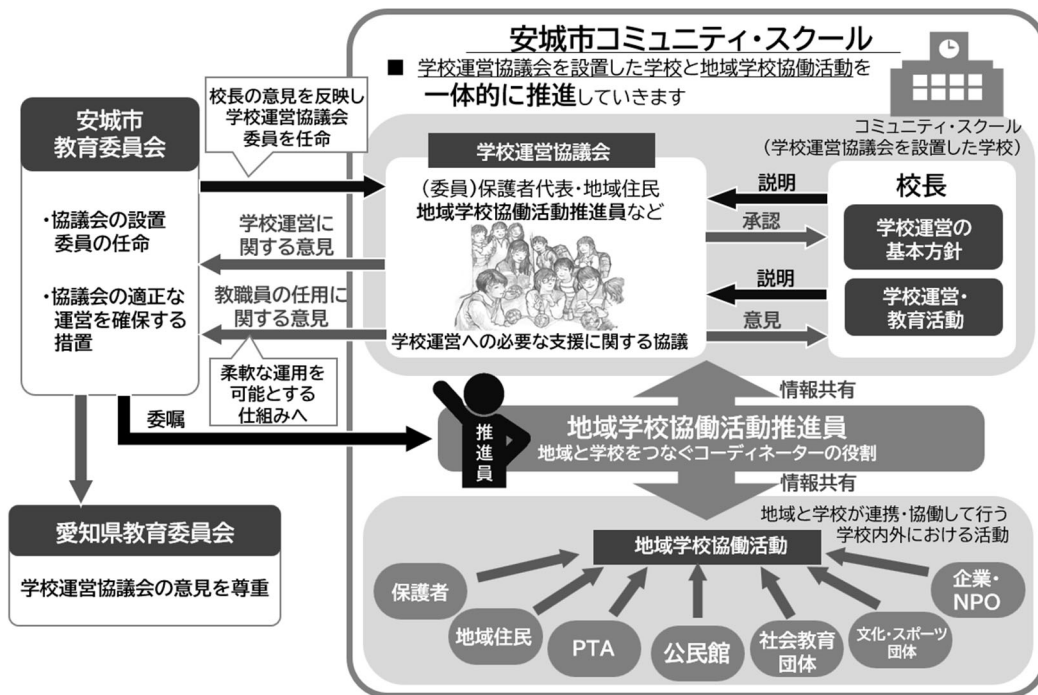 安城市コミュニティ・スクール
■ 学校運営協議会を設置した学校と地域学校協働活動を
一体的に推進していきます
コミュニティ・スクール
（学校運営協議会を設置した学校）
安城市
教育委員会
・協議会の設置
委員の任命
・協議会の適正な
運営を確保する
措置
校長の意見を反映し
学校運営協議会
委員を任命
学校運営に
関する意見
教職員の任用に
関する意見
柔軟な運用を
可能とする
仕組みへ
学校運営協議会
（委員）保護者代表・地域住民
地域学校協働活動推進員など
学校運営への必要な支援に関する協議
説明
承認
説明
意見
校長
学校運営の
基本方針
学校運営・
教育活動
委嘱
推進員
情報共有
地域学校協働活動推進員
地域と学校をつなぐコーディネーターの役割
情報共有
愛知県教育委員会
学校運営協議会の意見を尊重
地域と学校が連携・協働して行う
学校内外における活動
地域学校協働活動
保護者
地域住民
PTA
公民館
社会教育
団体
文化・スポーツ
団体
企業・
NPO